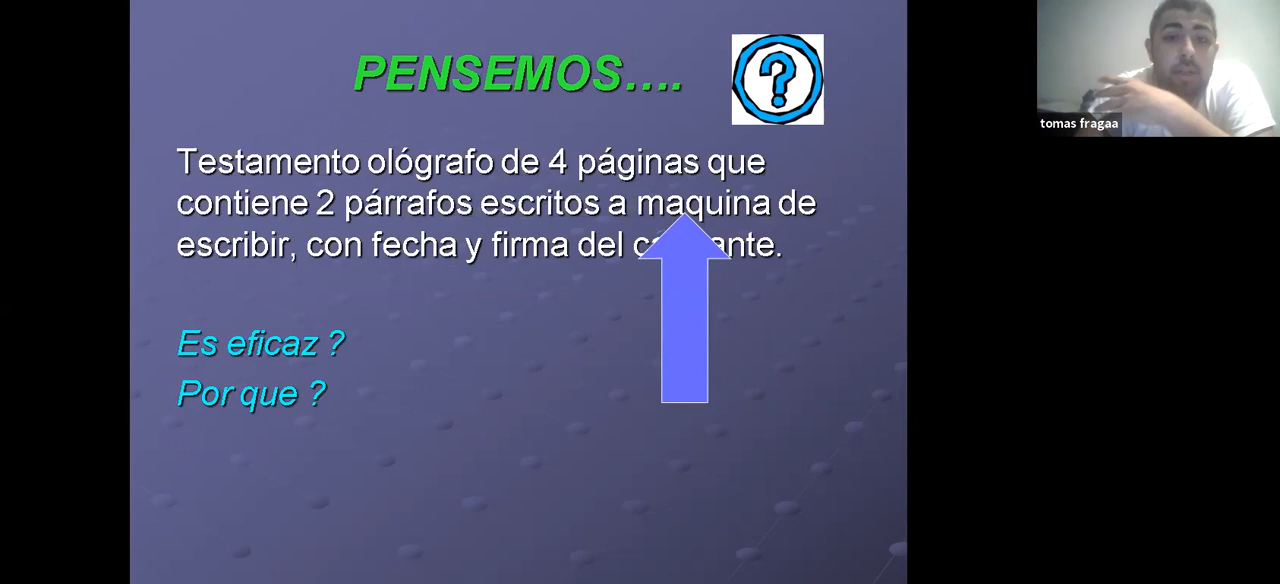 PENSEMOS....
?
Testamento ológrafo de 4 páginas que
contiene 2 párrafos escritos a maquina de
escribir, con fecha y firma del
Es eficaz ?
Por que ?
tomas fragaa